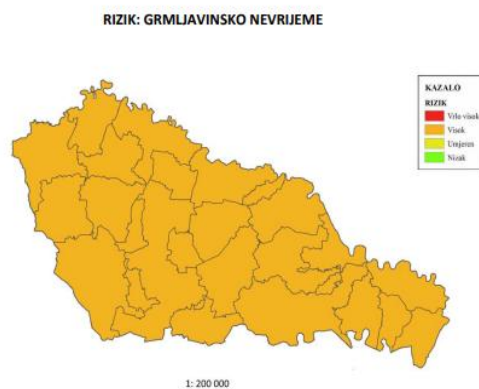 RIZIK: GRMLJAVINSKO NEVRIJEME
KAZALO
RIZIK
Vrlo visok
Visok
Umjeren
Nizak
1: 200 000